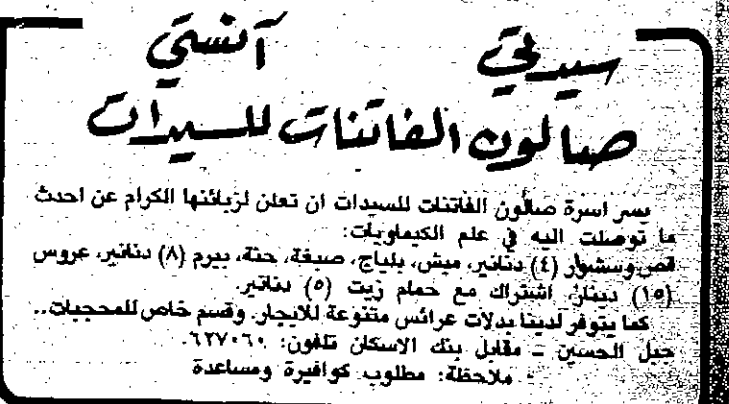 سيدتي آنستي
صالون الفاتنات للسيدات
يسر اسرة صالون الفاتنات للسيدات ان تعلن لزبائنها الكرام عن احدث
ما توصلت اليه في علم الكيماويات:
قص وسشوار (٤) دنانير، ميش، بلياج، صبغة، حنة، بيرم (٨) دنانير، عروس
(١٥) دينار، اشتراك مع حمام زيت (٥) دنانير.
كما يتوفر لدينا بدلات عرائس متنوعة للايجار. وقسم خاص للمحجبات..
جبل الحسين - مقابل بنك الاسكان تلفون: ٦٢٧٠٦٠.
- ملاحظة: مطلوب كوافيرة ومساعدة